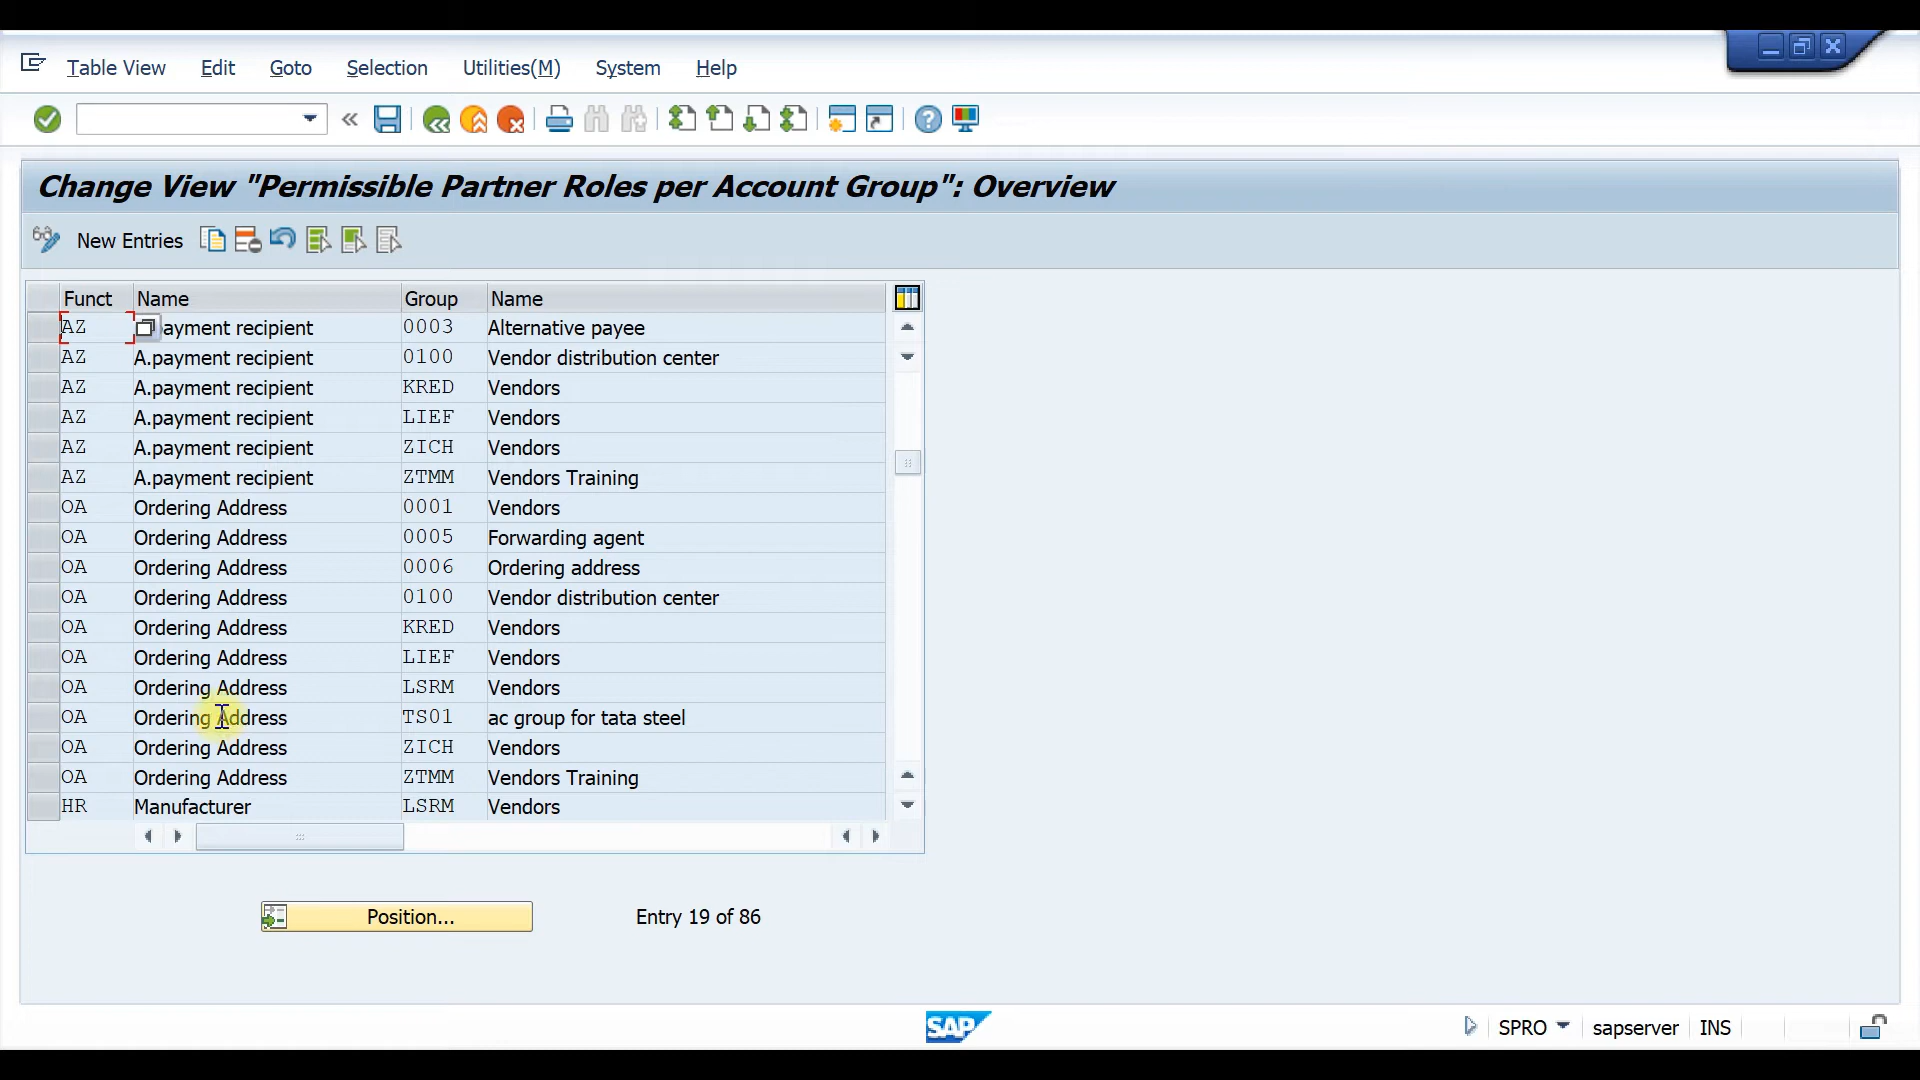 Table View Edit Goto Selection Utilities(M) System Help
Change View "Permissible Partner Roles per Account Group": Overview
New Entries
Funct Name Group Name
AZ ayment recipient 0003 Alternative payee
AZ A.payment recipient 0100 Vendor distribution center
AZ A.payment recipient KRED Vendors
AZ A.payment recipient LIEF Vendors
AZ A.payment recipient ZICH Vendors
AZ A.payment recipient ZTMM Vendors Training
OA Ordering Address 0001 Vendors
OA Ordering Address 0005 Forwarding agent
OA Ordering Address 0006 Ordering address
OA Ordering Address 0100 Vendor distribution center
OA Ordering Address KRED Vendors
OA Ordering Address LIEF Vendors
OA Ordering Address LSRM Vendors
OA Ordering Address TS01 ac group for tata steel
OA Ordering Address ZICH Vendors
OA Ordering Address ZTMM Vendors Training
HR Manufacturer LSRM Vendors
Position... Entry 19 of 86
SAP SPRO sapserver INS